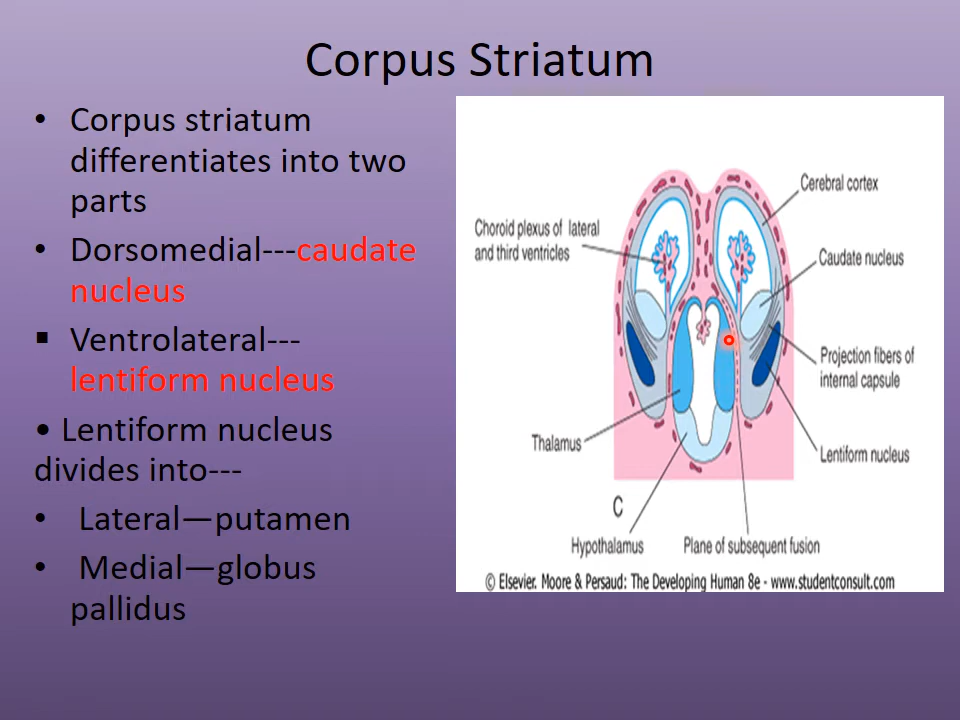 Corpus Striatum
• Corpus striatum
differentiates into two
parts
• Dorsomedial---caudate
nucleus
▪ Ventrolateral---
lentiform nucleus
• Lentiform nucleus
divides into---
• Lateral—putamen
• Medial—globus
pallidus
Cerebral cortex
Choroid plexus of lateral
and third ventricles
Caudate nucleus
Projection fibers of
internal capsule
Thalamus
Lentiform nucleus
C
Hypothalamus
Plane of subsequent fusion
© Elsevier. Moore & Persaud: The Developing Human 8e - www.studentconsult.com